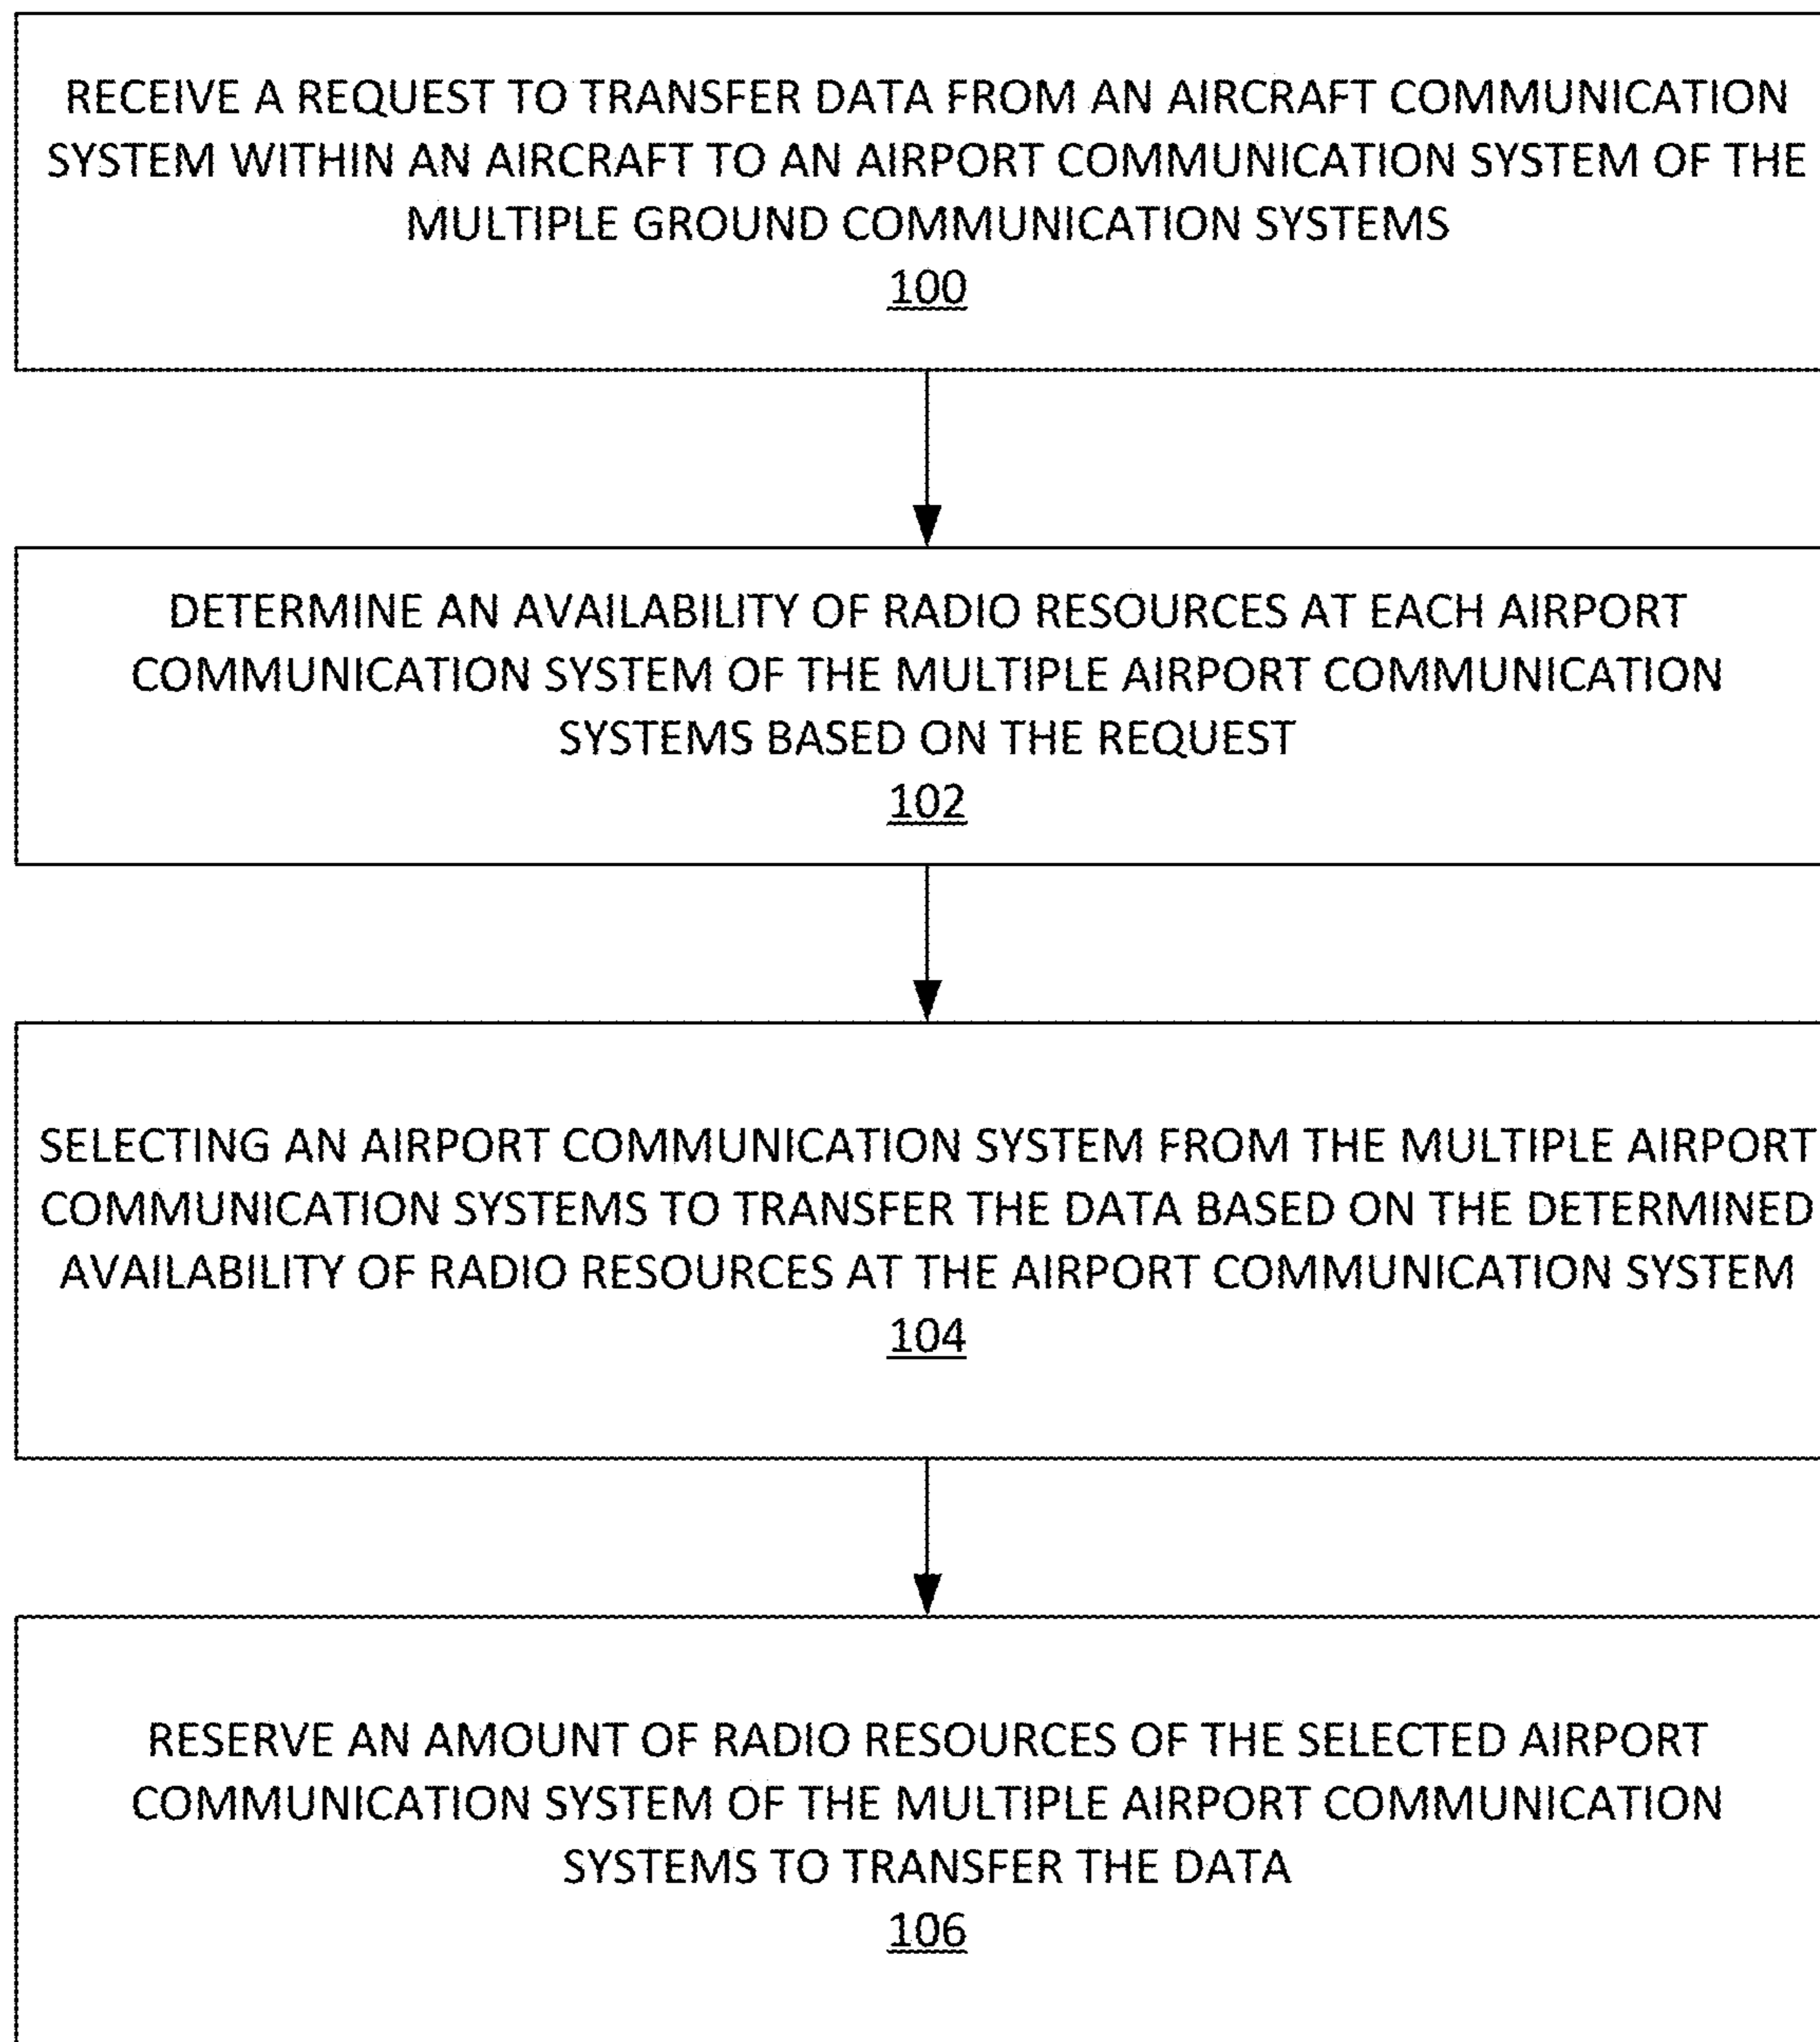 RECEIVE A REQUEST TO TRANSFER DATA FROM AN AIRCRAFT COMMUNICATION
SYSTEM WITHIN AN AIRCRAFT TO AN AIRPORT COMMUNICATION SYSTEM OF THE
MULTIPLE GROUND COMMUNICATION SYSTEMS
100
DETERMINE AN AVAILABILITY OF RADIO RESOURCES AT EACH AIRPORT
COMMUNICATION SYSTEM OF THE MULTIPLE AIRPORT COMMUNICATION
SYSTEMS BASED ON THE REQUEST
102
SELECTING AN AIRPORT COMMUNICATION SYSTEM FROM THE MULTIPLE AIRPORT
COMMUNICATION SYSTEMS TO TRANSFER THE DATA BASED ON THE DETERMINED
AVAILABILITY OF RADIO RESOURCES AT THE AIRPORT COMMUNICATION SYSTEM
104
RESERVE AN AMOUNT OF RADIO RESOURCES OF THE SELECTED AIRPORT
COMMUNICATION SYSTEM OF THE MULTIPLE AIRPORT COMMUNICATION
SYSTEMS TO TRANSFER THE DATA
106